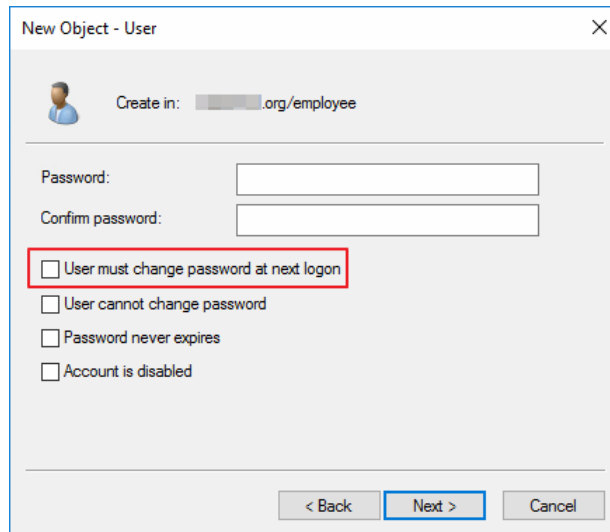 New Object - User
Create in: .org/employee
Password:
Confirm password:
User must change password at next logon
User cannot change password
Password never expires
Account is disabled
< Back Next > Cancel